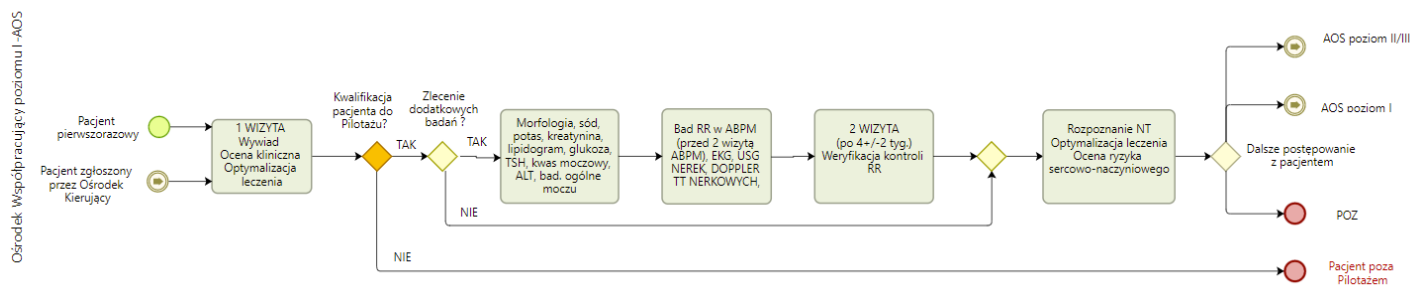 Ośrodek Współpracujący poziomu I -AOS
Pacjent
pierwszorazowy
Pacjent zgłoszony
przez Ośrodek
Kierujący
1 WIZYTA
Wywiad
Ocena kliniczna
Optymalizacja
leczenia
Kwalifikacja
pacjenta do
Pilotażu?
TAK
NIE
Zlecenie
dodatkowych
badań ?
TAK
NIE
Morfologia, sód,
potas, kreatynina,
lipidogram, glukoza,
TSH, kwas moczowy,
ALT, bad. ogólne
moczu
Bad RR w ABPM
(przed 2 wizytą
ABPM), EKG, USG
NEREK, DOPPLER
TT NERKOWYCH,
2 WIZYTA
(po 4+/-2 tyg.)
Weryfikacja kontroli
RR
Rozpoznanie NT
Optymalizacja leczenia
Ocena ryzyka
sercowo-naczyniowego
Dalsze postępowanie
z pacjentem
AOS poziom II/III
AOS poziom I
POZ
Pacjent poza
Pilotażem